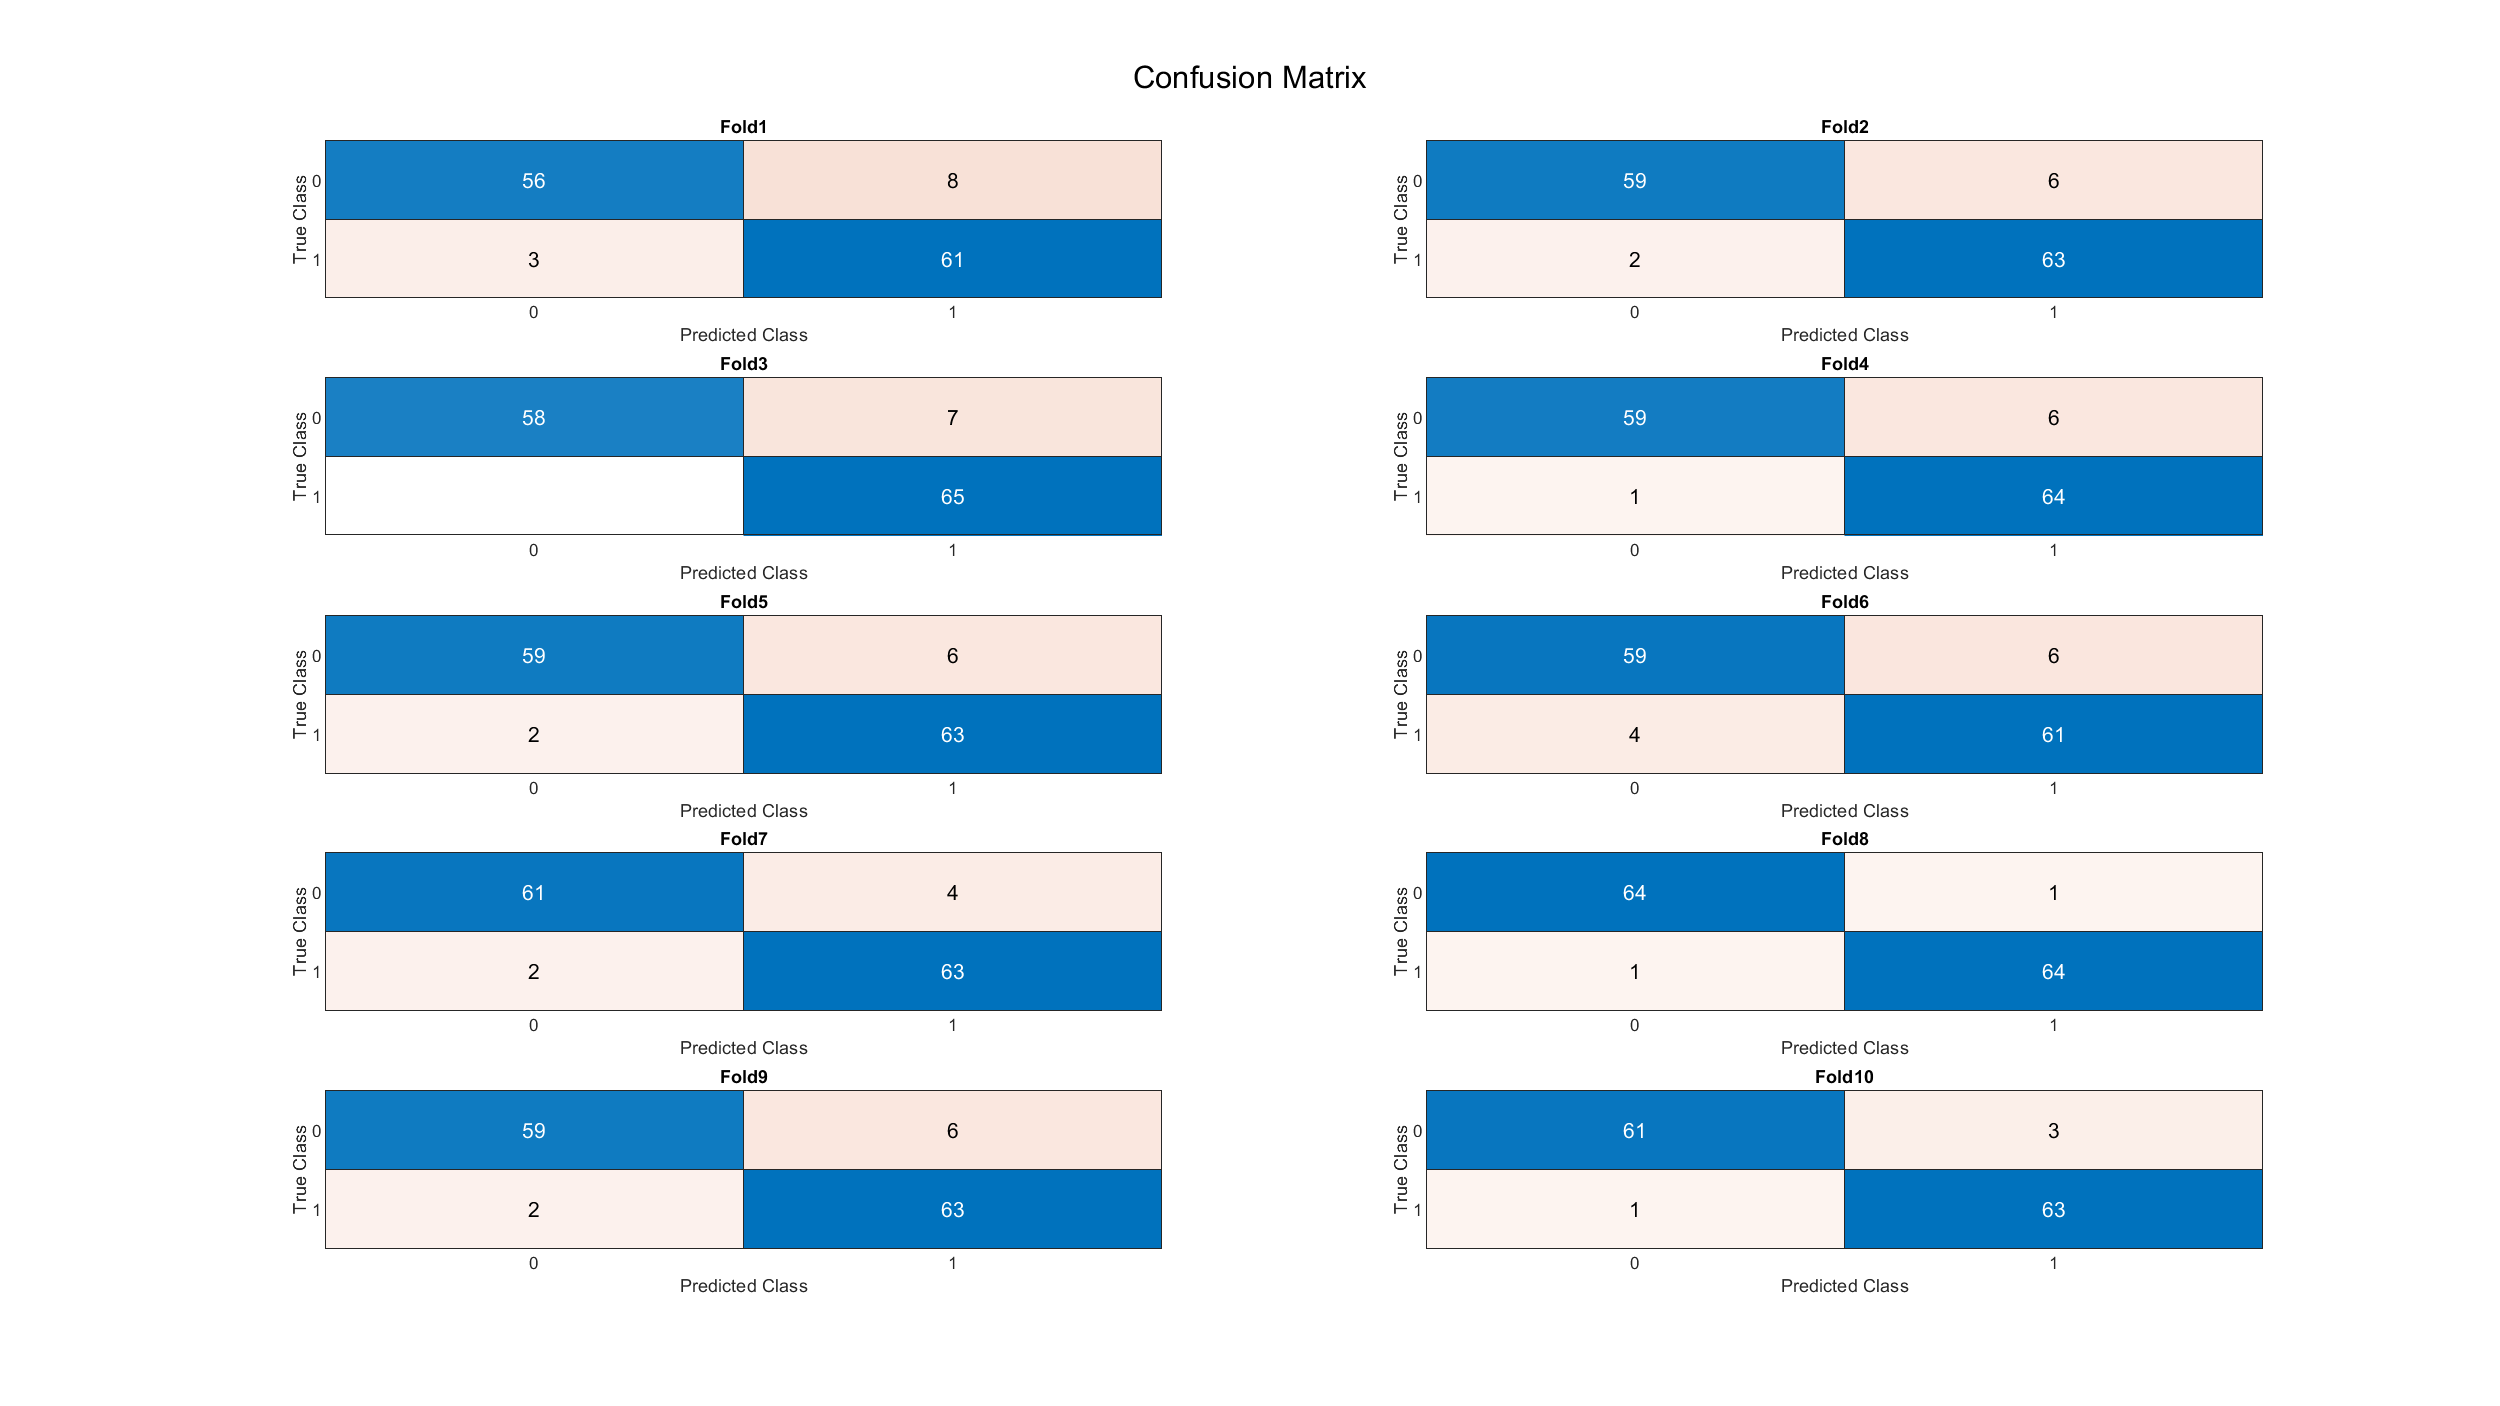 Confusion Matrix
Fold1
True Class
0 56 8
1 3 61
0 1
Predicted Class
Fold2
True Class
0 59 6
1 2 63
0 1
Predicted Class
Fold3
True Class
0 58 7
1 65
0 1
Predicted Class
Fold4
True Class
0 59 6
1 1 64
0 1
Predicted Class
Fold5
True Class
0 59 6
1 2 63
0 1
Predicted Class
Fold6
True Class
0 59 6
1 4 61
0 1
Predicted Class
Fold7
True Class
0 61 4
1 2 63
0 1
Predicted Class
Fold8
True Class
0 64 1
1 1 64
0 1
Predicted Class
Fold9
True Class
0 59 6
1 2 63
0 1
Predicted Class
Fold10
True Class
0 61 3
1 1 63
0 1
Predicted Class